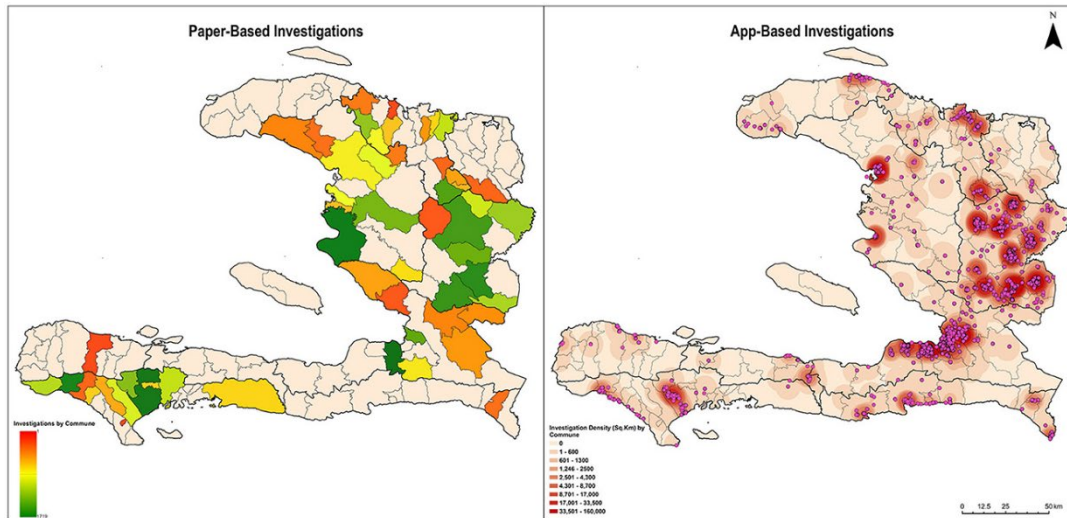 Paper-Based Investigations
App-Based Investigations
N
Investigations by Commune
Investigation Density (Sq.Km) by
Commune
0
1 - 600
601 - 1300
1,246 - 2500
2,501 - 4,300
4,301 - 8,700
8,701 - 17,000
17,001 - 33,500
33,501 - 160,000
0 12.5 25 50 km